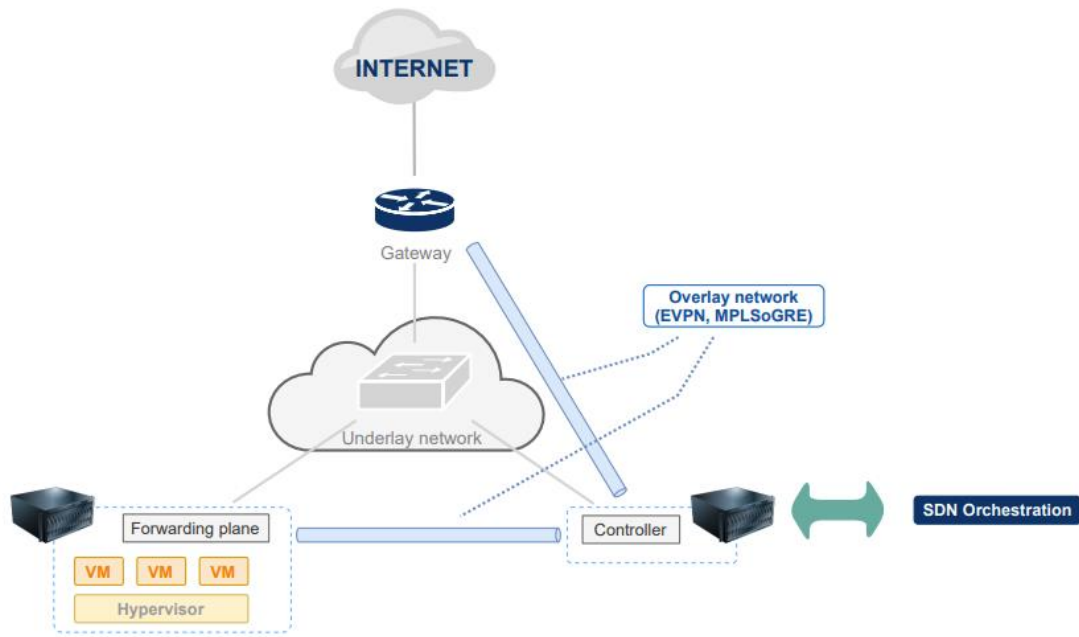 INTERNET
Gateway
Overlay network
(EVPN, MPLSoGRE)
Underlay network
Forwarding plane
Controller
SDN Orchestration
VM
VM
VM
Hypervisor